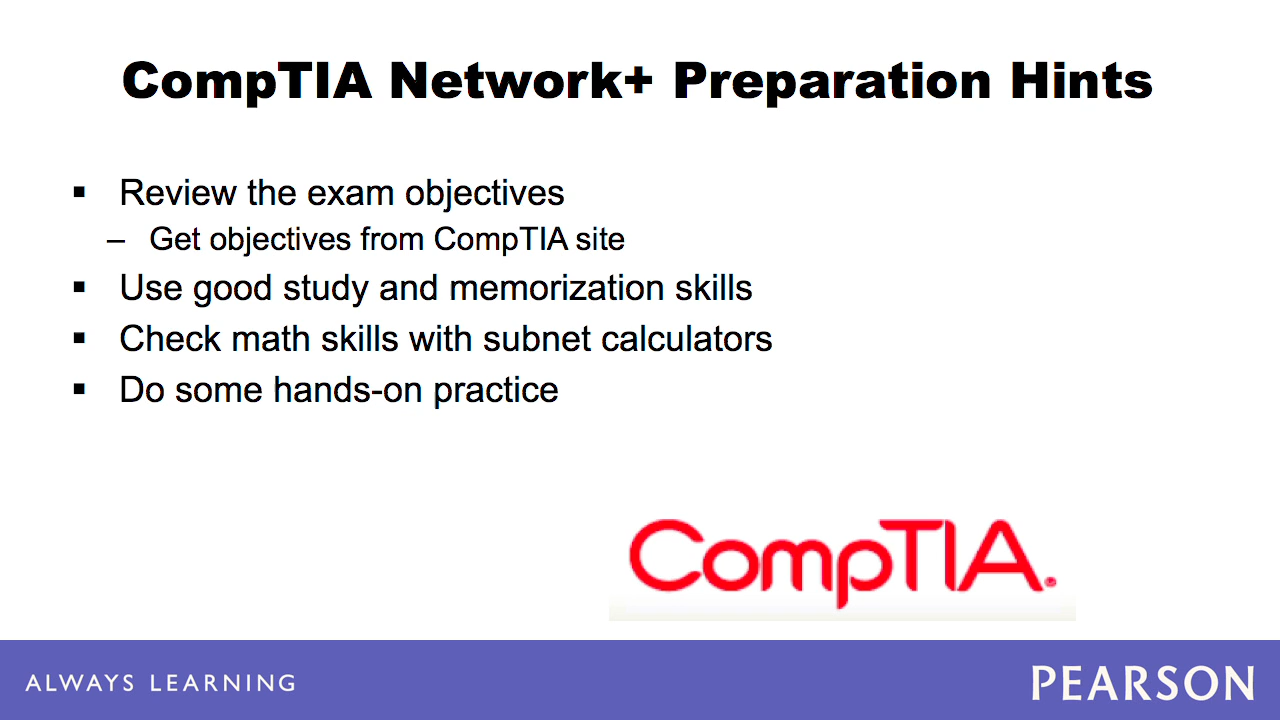 CompTIA Network+ Preparation Hints
▪ Review the exam objectives
– Get objectives from CompTIA site
▪ Use good study and memorization skills
▪ Check math skills with subnet calculators
▪ Do some hands-on practice
CompTIA.
ALWAYS LEARNING
PEARSON